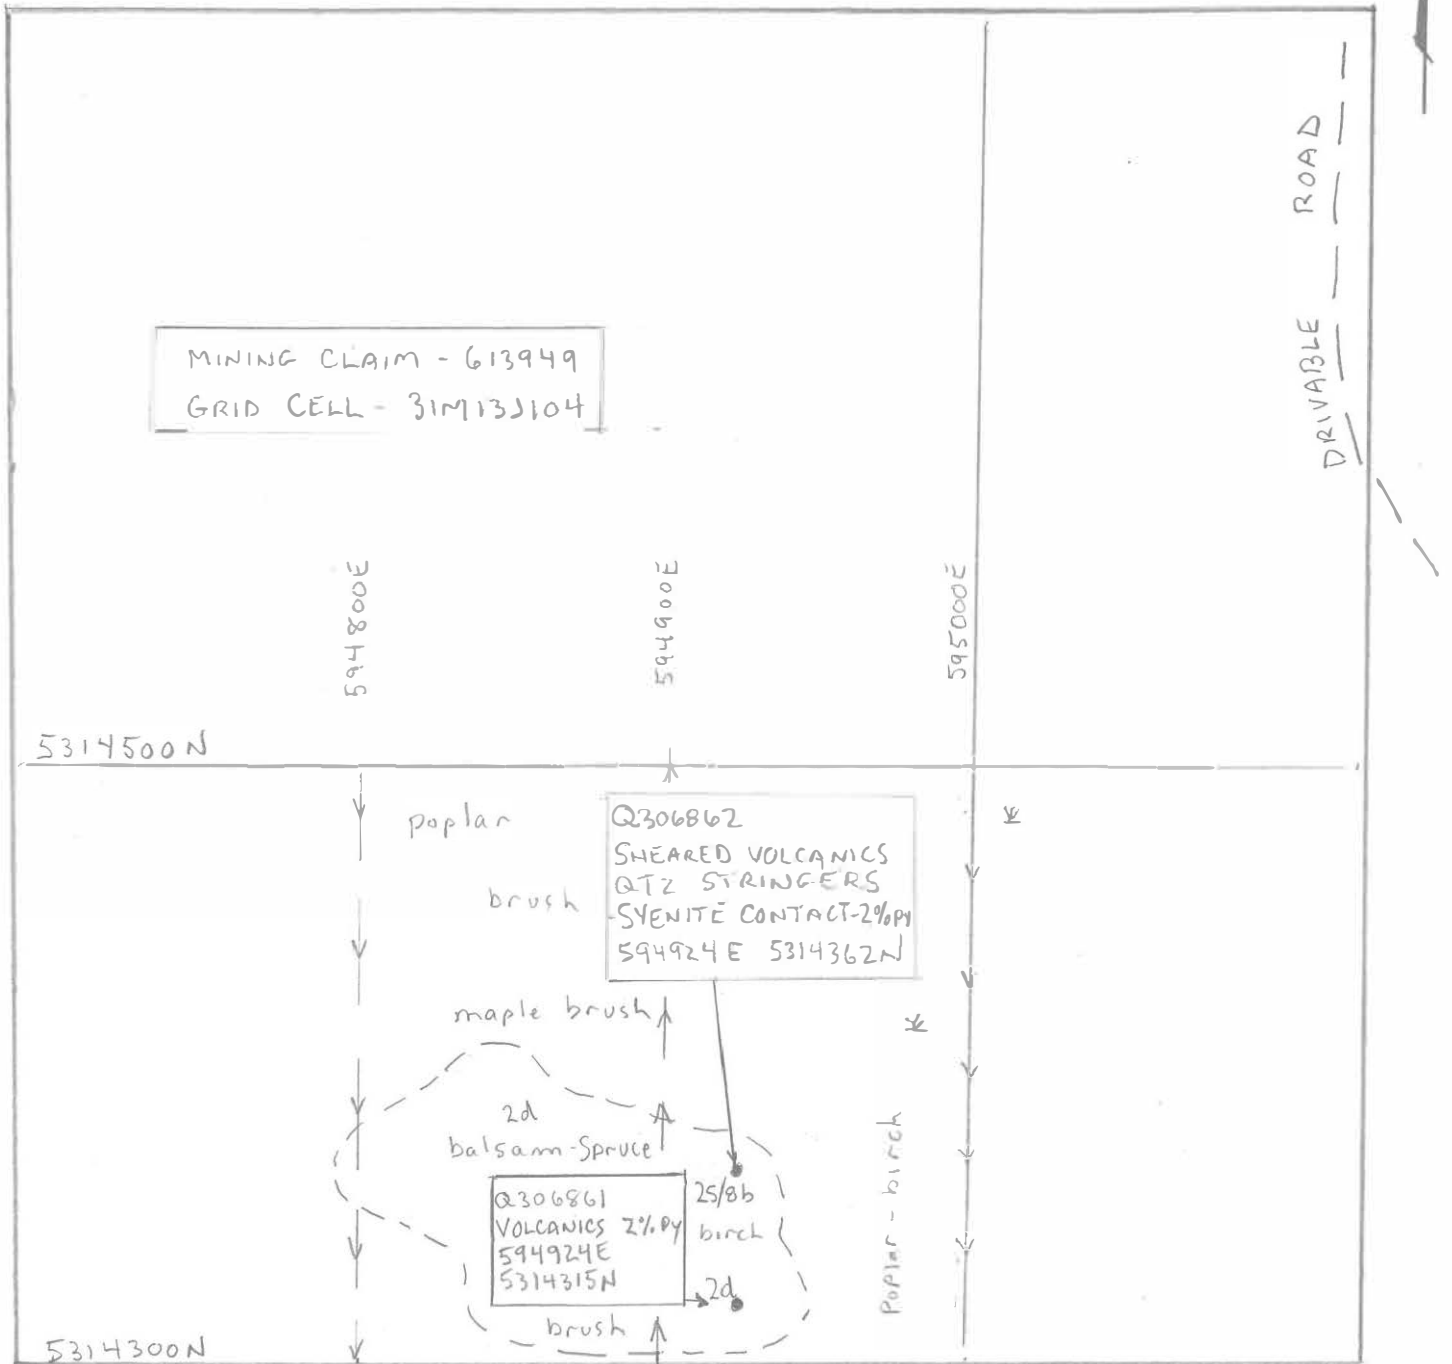 DRIVABLE ROAD
MINING CLAIM - 613949
GRID CELL - 31M13J104
594800E
594900E
595000E
5314500N
poplar
brush
Q306862
SHEARED VOLCANICS
QTZ STRINGERS
-SYENITE CONTACT-2%PY
594924E 5314362N
maple brush
2d
balsam-Spruce
Q306861
VOLCANICS 2%PY
594924E
5314315N
2S/8b
birch
2d
brush
Poplar-birch
5314300N